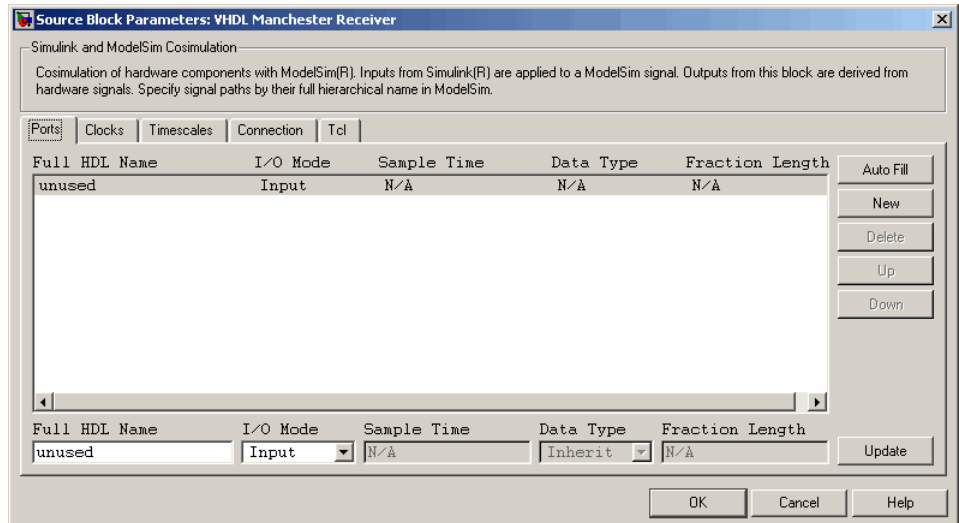 Source Block Parameters: VHDL Manchester Receiver
Simulink and ModelSim Cosimulation
Cosimulation of hardware components with ModelSim(R). Inputs from Simulink(R) are applied to a ModelSim signal. Outputs from this block are derived from
hardware signals. Specify signal paths by their full hierarchical name in ModelSim.
Ports Clocks Timescales Connection Tcl
Full HDL Name I/O Mode Sample Time Data Type Fraction Length
unused Input N/A N/A N/A
Auto Fill
New
Delete
Up
Down
Full HDL Name I/O Mode Sample Time Data Type Fraction Length
unused Input N/A Inherit N/A Update
OK Cancel Help